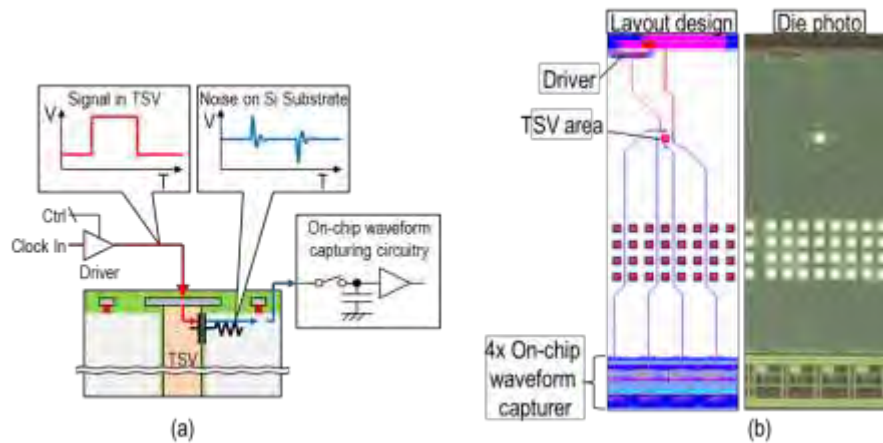 Signal in TSV
V
T
Noise on Si Substrate
V
T
Ctrl
Clock In
Driver
On-chip waveform
capturing circuitry
TSV
(a)
Layout design
Die photo
Driver
TSV area
4x On-chip
waveform
capturer
(b)